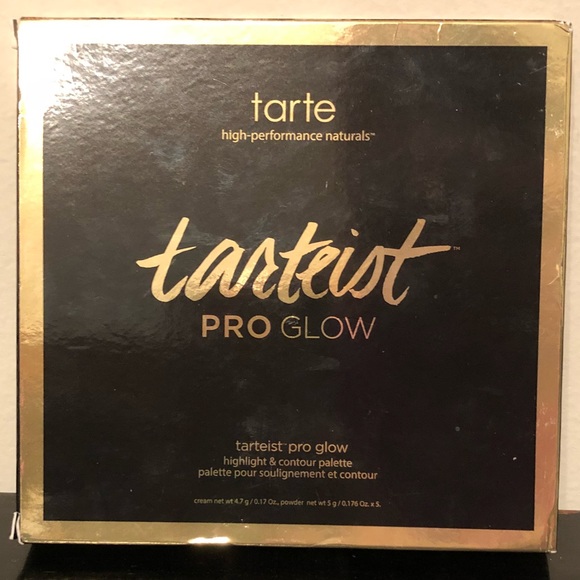 tarte
high-performance naturals™
tarteist™
PRO GLOW
tarteist™ pro glow
highlight & contour palette
palette pour soulignement et contour
cream net wt 4.7 g / 0.17 Oz., powder net wt 5 g / 0.176 Oz. x 5.